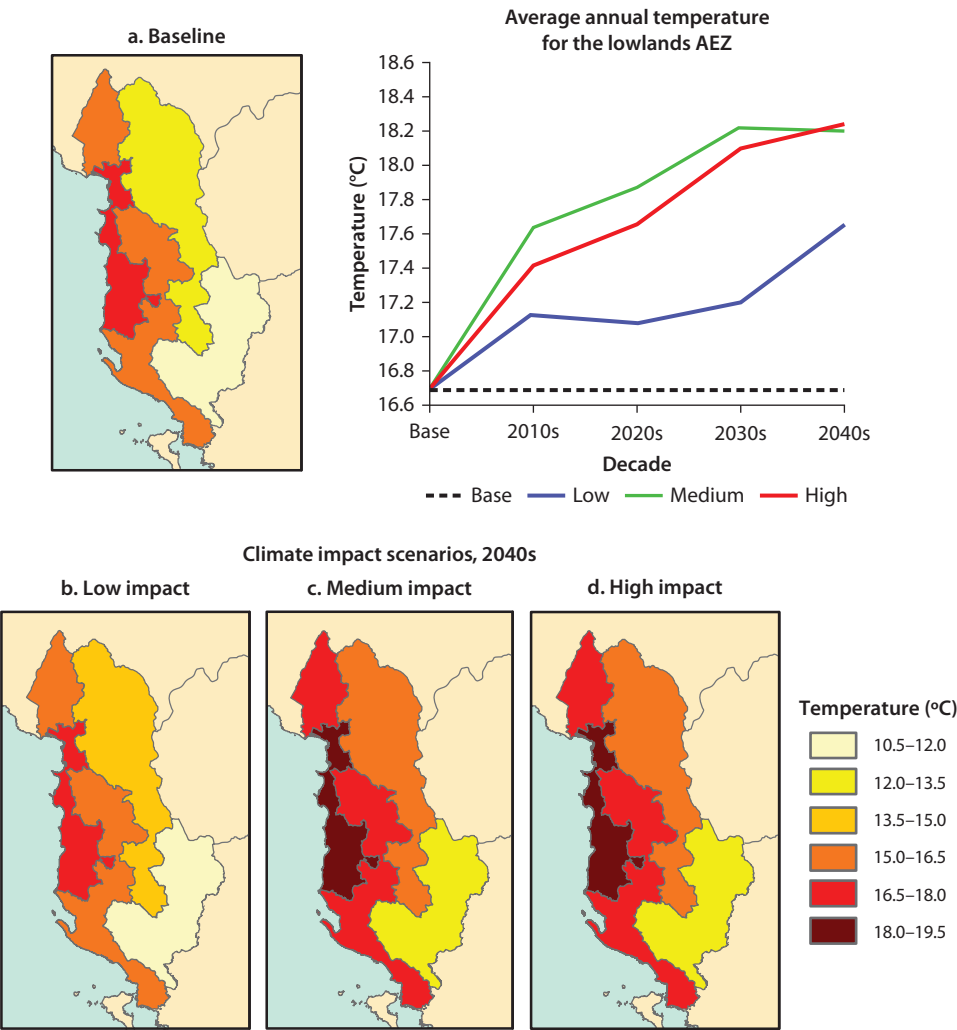 a. Baseline
Average annual temperature
for the lowlands AEZ
Temperature (°C)
18.6
18.4
18.2
18.0
17.8
17.6
17.4
17.2
17.0
16.8
16.6
Base 2010s 2020s 2030s 2040s
Decade
Base Low Medium High
Climate impact scenarios, 2040s
b. Low impact
c. Medium impact
d. High impact
Temperature (ºC)
10.5–12.0
12.0–13.5
13.5–15.0
15.0–16.5
16.5–18.0
18.0–19.5